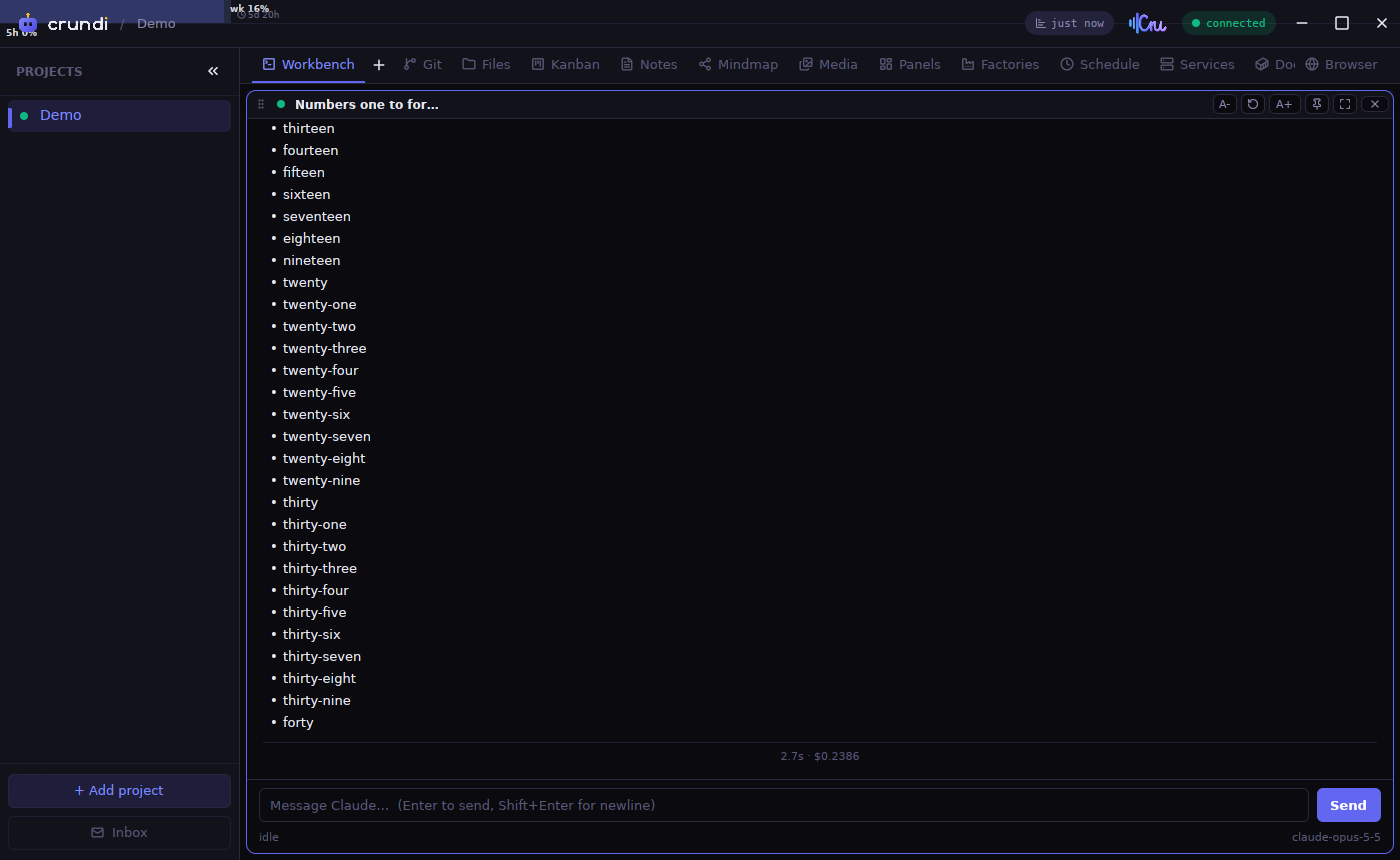 wk 16%
5d 20h
crundi / Demo
5h 0%
just now
Cru
connected
PROJECTS
Workbench
Git
Files
Kanban
Notes
Mindmap
Media
Panels
Factories
Schedule
Services
Do
Browser
Demo
Numbers one to for…
A-
A+
• thirteen
• fourteen
• fifteen
• sixteen
• seventeen
• eighteen
• nineteen
• twenty
• twenty-one
• twenty-two
• twenty-three
• twenty-four
• twenty-five
• twenty-six
• twenty-seven
• twenty-eight
• twenty-nine
• thirty
• thirty-one
• thirty-two
• thirty-three
• thirty-four
• thirty-five
• thirty-six
• thirty-seven
• thirty-eight
• thirty-nine
• forty
2.7s · $0.2386
+ Add project
Inbox
Message Claude… (Enter to send, Shift+Enter for newline)
Send
idle
claude-opus-5-5